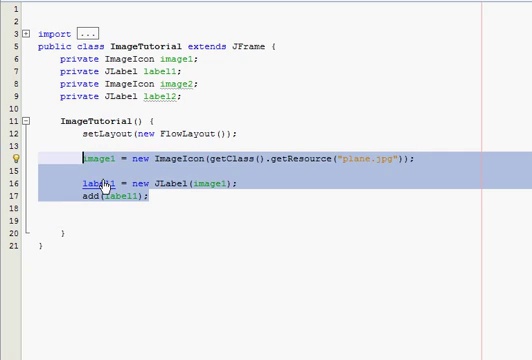 1
2
3 import ...
5 public class ImageTutorial extends JFrame {
6 private ImageIcon image1;
7 private JLabel label1;
8 private ImageIcon image2;
9 private JLabel label2;
10
11 ImageTutorial() {
12 setLayout(new FlowLayout());
13
image1 = new ImageIcon(getClass().getResource("plane.jpg"));
15
16 label1 = new JLabel(image1);
17 add(label1);
18
19
20 }
21 }